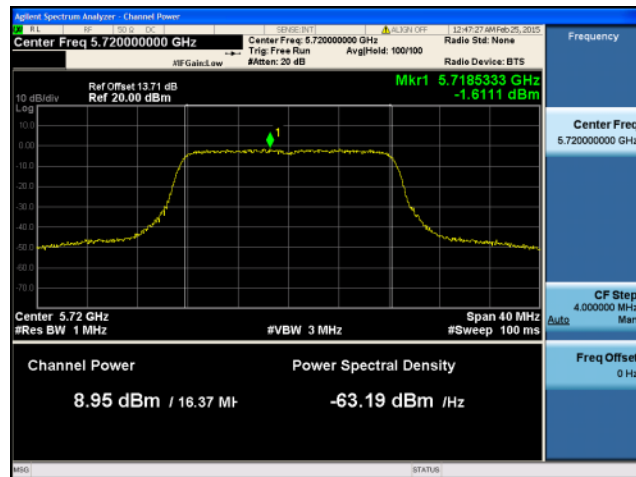 Agilent Spectrum Analyzer - Channel Power
RL RF 50 Ω DC SENSE:INT ALIGN OFF 12:47:27 AM Feb 25, 2015
Center Freq 5.720000000 GHz
Center Freq: 5.720000000 GHz
Radio Std: None
Trig: Free Run Avg|Hold: 100/100
#IFGain:Low #Atten: 20 dB Radio Device: BTS
Ref Offset 13.71 dB
10 dB/div Ref 20.00 dBm
Mkr1 5.7185333 GHz
-1.6111 dBm
Log
10.0
0.00
-10.0
-20.0
-30.0
-40.0
-50.0
-60.0
-70.0
1
Center 5.72 GHz Span 40 MHz
#Res BW 1 MHz #VBW 3 MHz #Sweep 100 ms
Channel Power Power Spectral Density
8.95 dBm / 16.37 MH -63.19 dBm /Hz
MSG STATUS
Frequency
Center Freq
5.720000000 GHz
CF Step
4.000000 MHz
Auto Man
Freq Offset
0 Hz